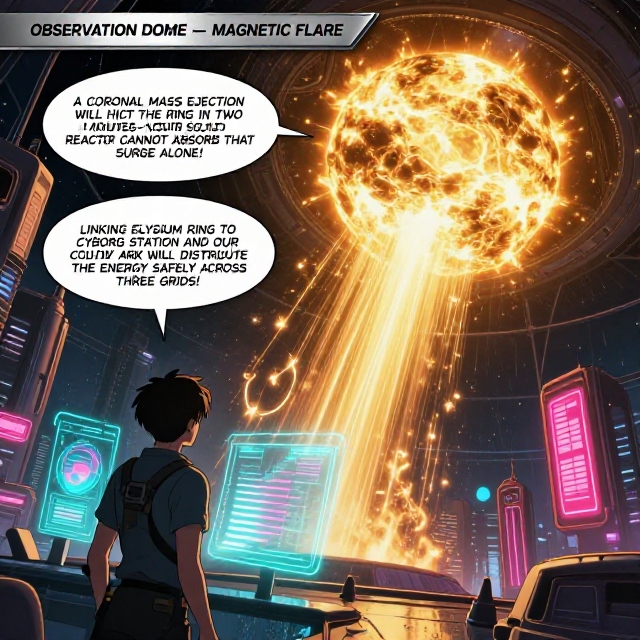 OBSERVATION DOME — MAGNETIC FLARE
A CORONAL MASS EJECTION
WILL HICT THE RING IN TWO
REACTOR CANNOT ABSORB THAT
SURGE ALONE!
LINKING ELYSIUM RING TO
CYBORG STATION AND OUR
ARK WILL DISTRIBUTE
THE ENERGY SAFELY ACROSS
THREE GRIDS!